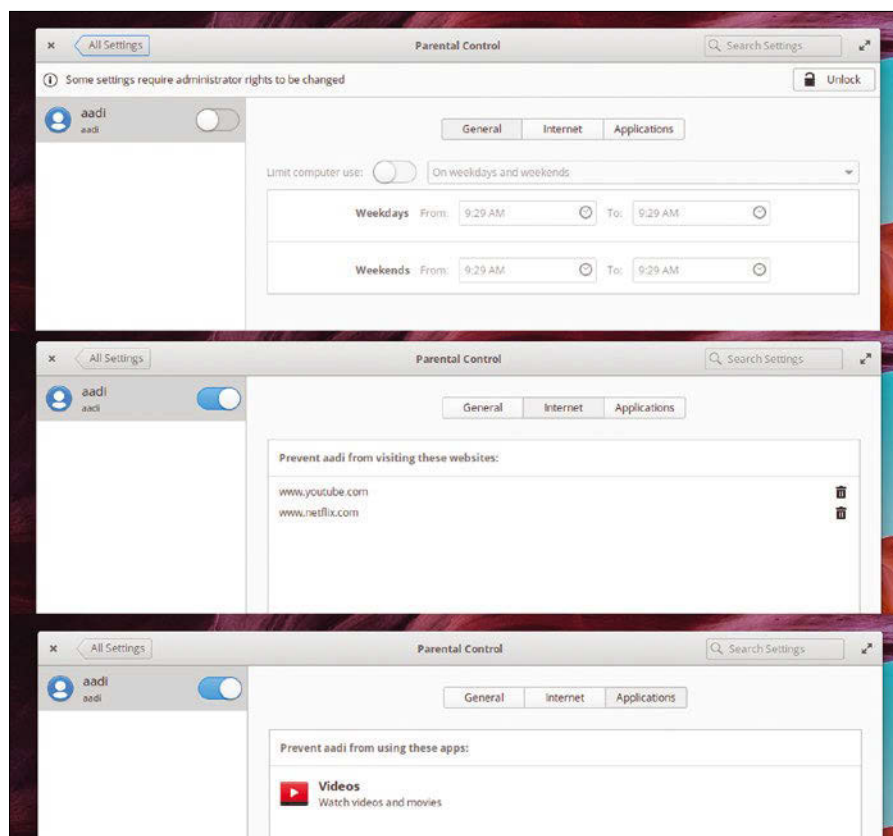 All Settings
Parental Control
Search Settings
Some settings require administrator rights to be changed
Unlock
aadi
aadi
General Internet Applications
Limit computer use: On weekdays and weekends
Weekdays From: 9:29 AM To: 9:29 AM
Weekends From: 9:29 AM To: 9:29 AM
All Settings
Parental Control
Search Settings
aadi
aadi
General Internet Applications
Prevent aadi from visiting these websites:
www.youtube.com
www.netflix.com
All Settings
Parental Control
Search Settings
aadi
aadi
General Internet Applications
Prevent aadi from using these apps:
Videos
Watch videos and movies